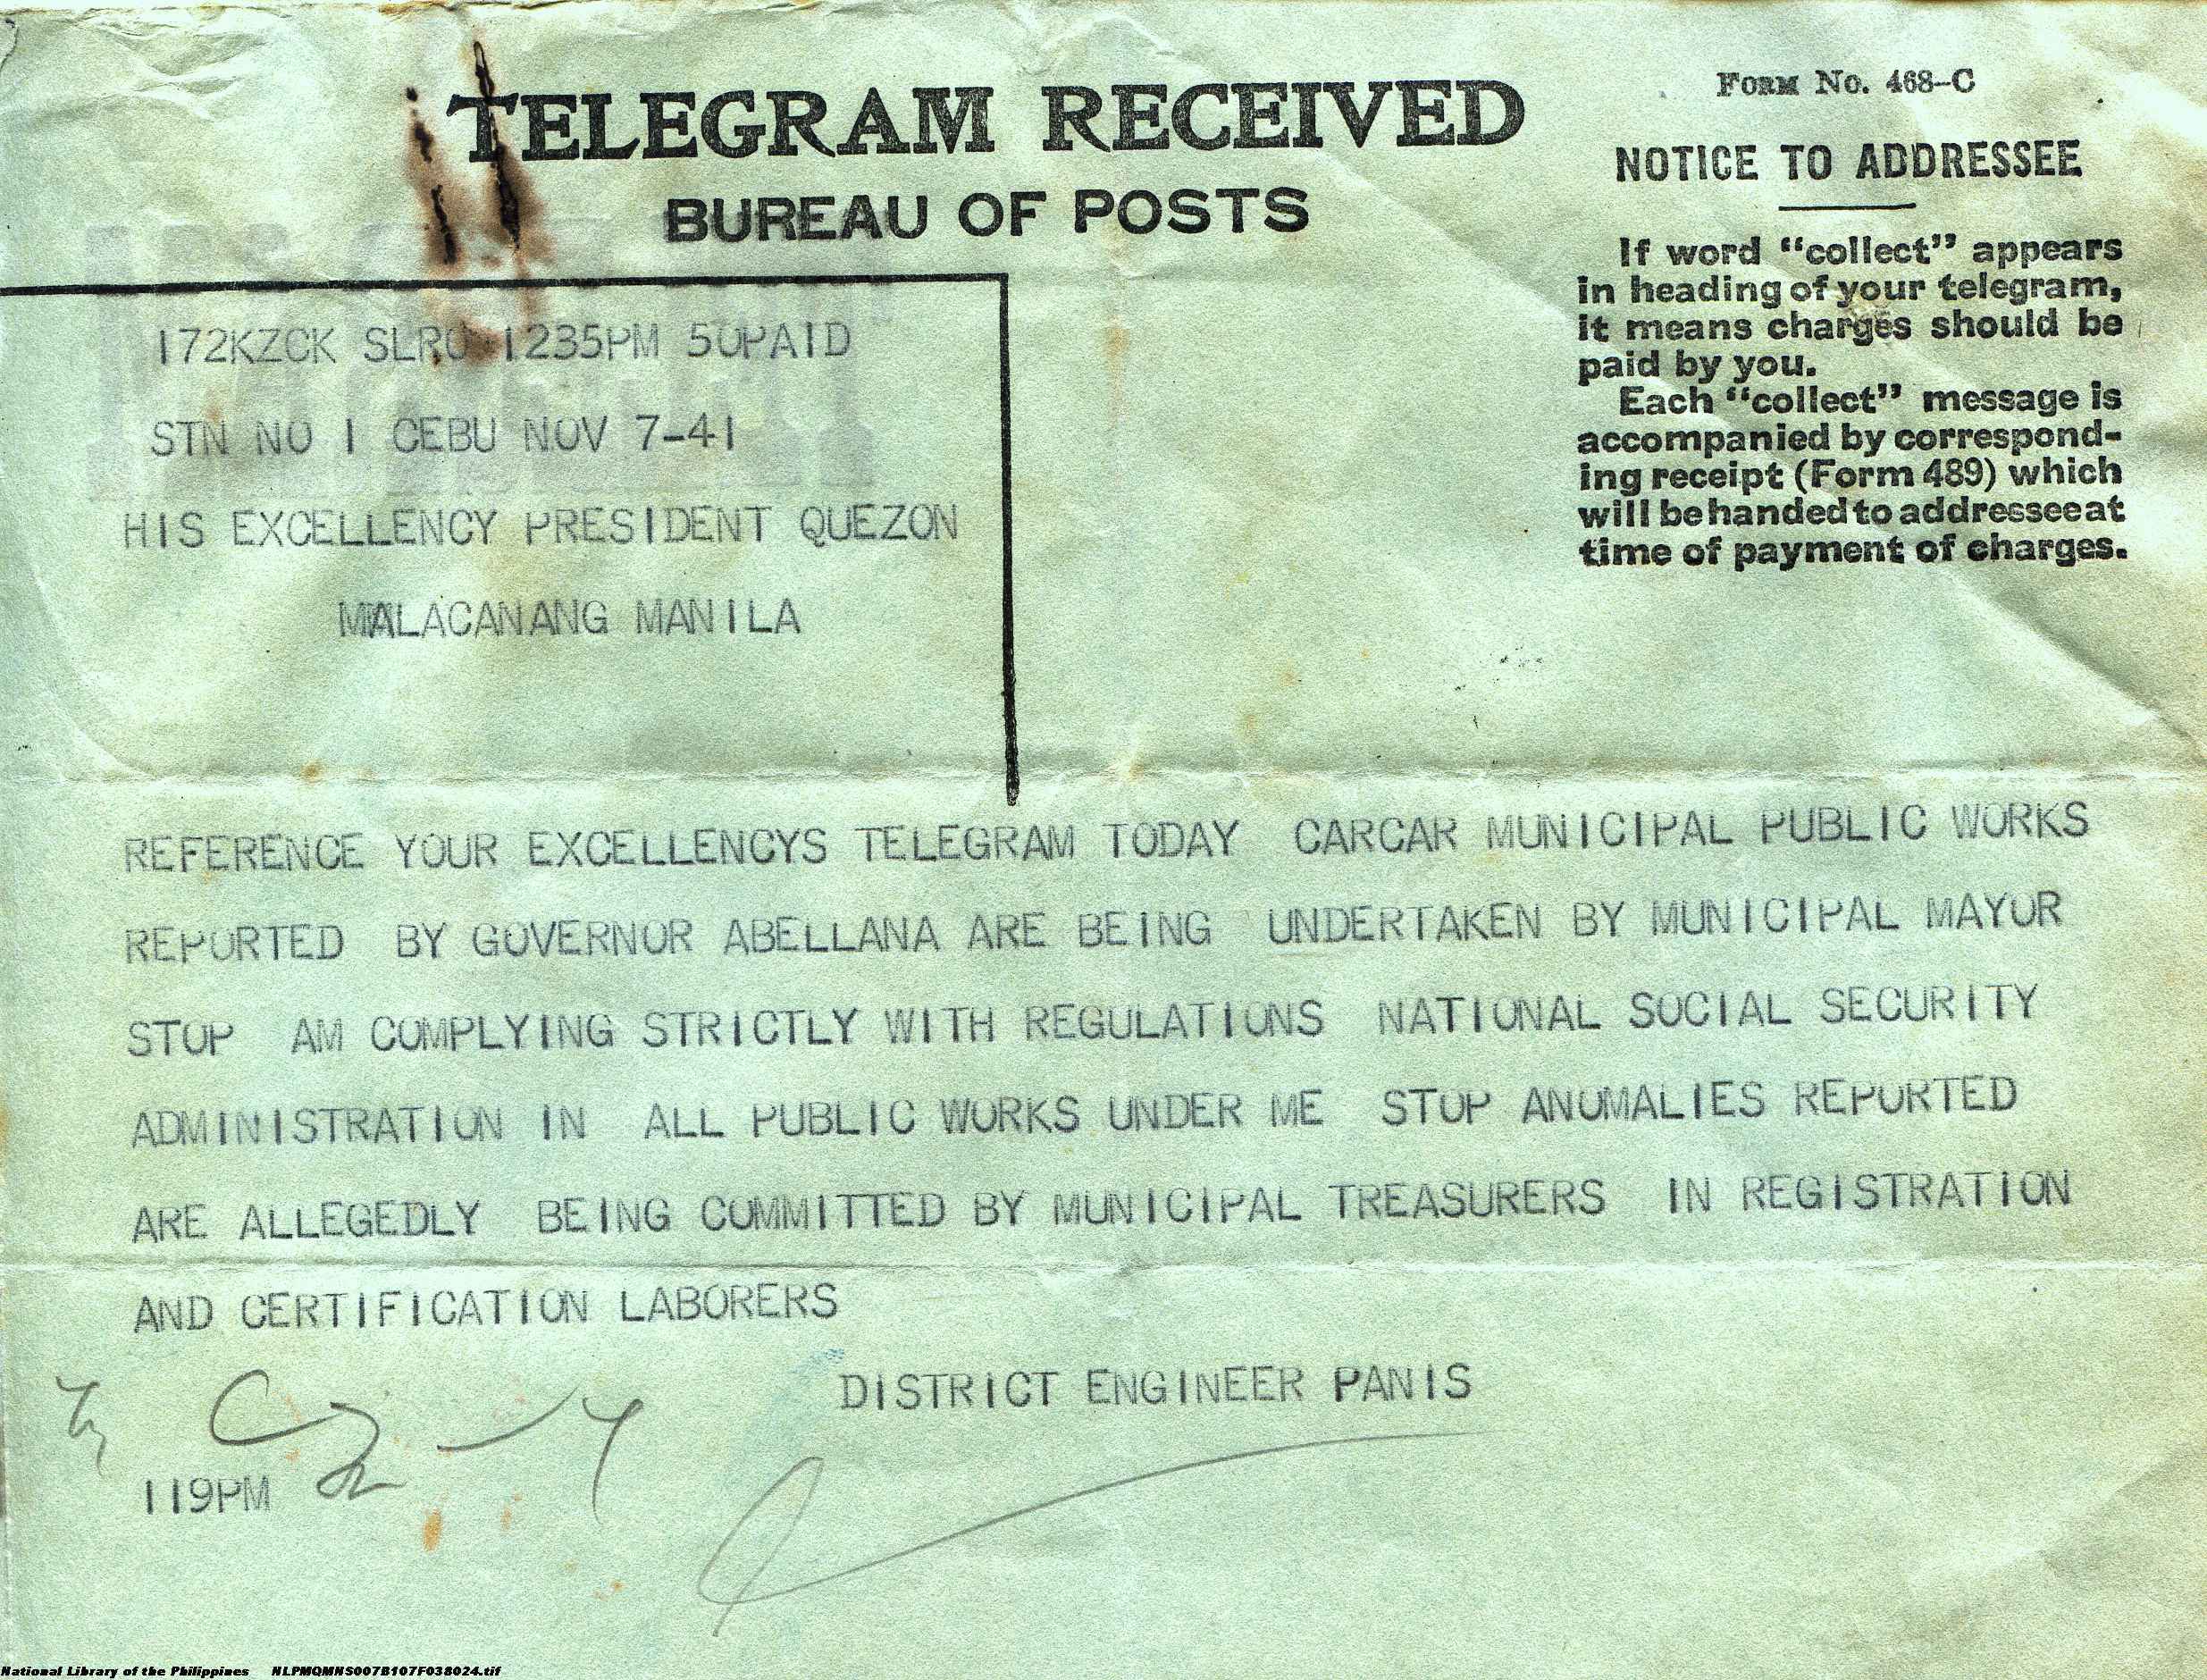 Form No. 468-C
TELEGRAM RECEIVED
BUREAU OF POSTS
NOTICE TO ADDRESSEE
If word "collect" appears
in heading of your telegram,
it means charges should be
paid by you.
Each "collect" message is
accompanied by correspond-
ing receipt (Form 489) which
will be handed to addressee at
time of payment of charges.
172KZCK SLRO 1235PM 50PAID
STN NO 1 CEBU NOV 7-41
HIS EXCELLENCY PRESIDENT QUEZON
MALACANANG MANILA
REFERENCE YOUR EXCELLENCYS TELEGRAM TODAY CARCAR MUNICIPAL PUBLIC WORKS
REPORTED BY GOVERNOR ABELLANA ARE BEING UNDERTAKEN BY MUNICIPAL MAYOR
STOP AM COMPLYING STRICTLY WITH REGULATIONS NATIONAL SOCIAL SECURITY
ADMINISTRATION IN ALL PUBLIC WORKS UNDER ME STOP ANOMALIES REPORTED
ARE ALLEGEDLY BEING COMMITTED BY MUNICIPAL TREASURERS IN REGISTRATION
AND CERTIFICATION LABORERS
DISTRICT ENGINEER PANIS
119PM
National Library of the Philippines NLPMQMNS007B107F038024.tif